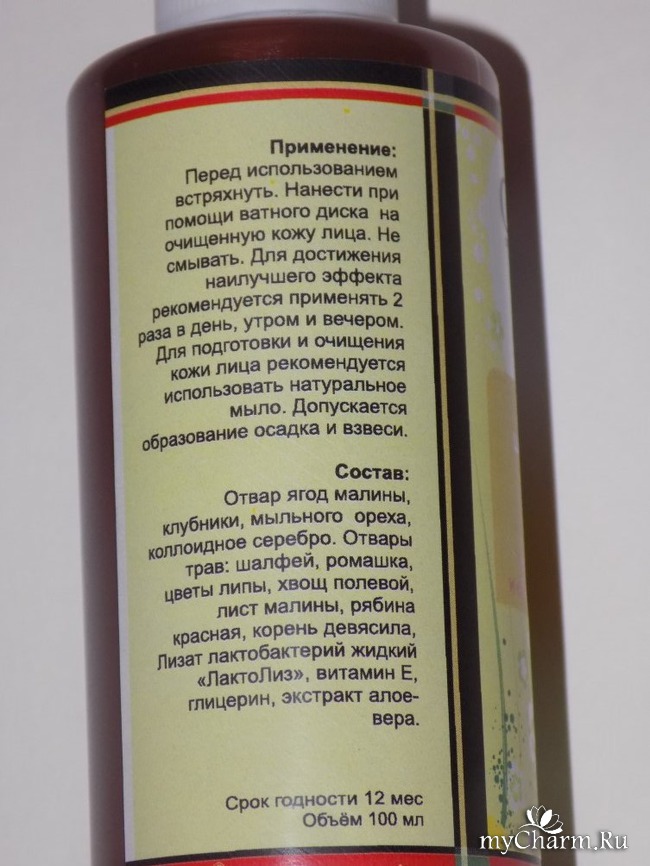 Применение:
Перед использованием
встряхнуть. Нанести при
помощи ватного диска на
очищенную кожу лица. Не
смывать. Для достижения
наилучшего эффекта
рекомендуется применять 2
раза в день, утром и вечером.
Для подготовки и очищения
кожи лица рекомендуется
использовать натуральное
мыло. Допускается
образование осадка и взвеси.
Состав:
Отвар ягод малины,
клубники, мыльного ореха,
коллоидное серебро. Отвары
трав: шалфей, ромашка,
цветы липы, хвощ полевой,
лист малины, рябина
красная, корень девясила,
Лизат лактобактерий жидкий
«ЛактоЛиз», витамин Е,
глицерин, экстракт алое-
вера.
Срок годности 12 мес
Объём 100 мл
myCharm.Ru